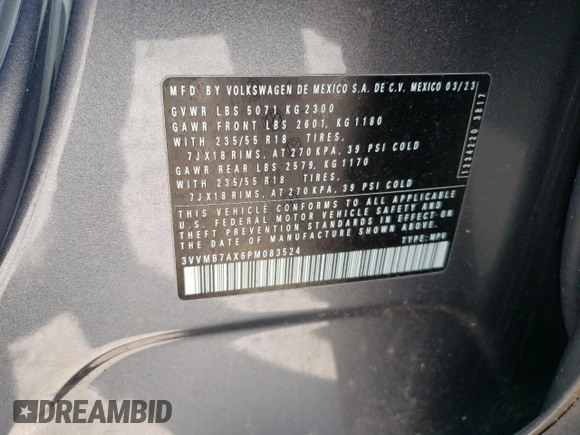 MFD BY VOLKSWAGEN DE MEXICO S.A. DE C.V. MEXICO 03/23
GVWR LBS 5071 KG 2300
GAWR FRONT LBS 2601, KG 1180
WITH 235/55 R18 TIRES,
7JX18 RIMS, AT 270 KPA, 39 PSI COLD
GAWR REAR LBS 2579, KG 1170
WITH 235/55 R18 TIRES,
7JX18 RIMS, AT 270 KPA, 39 PSI COLD
THIS VEHICLE CONFORMS TO ALL APPLICABLE
U.S. FEDERAL MOTOR VEHICLE SAFETY AND
THEFT PREVENTION STANDARDS IN EFFECT ON
THE DATE OF MANUFACTURE SHOWN ABOVE.
TYPE: MPV
3VVMB7AX6PM083524
1234220 3017
DREAMBID